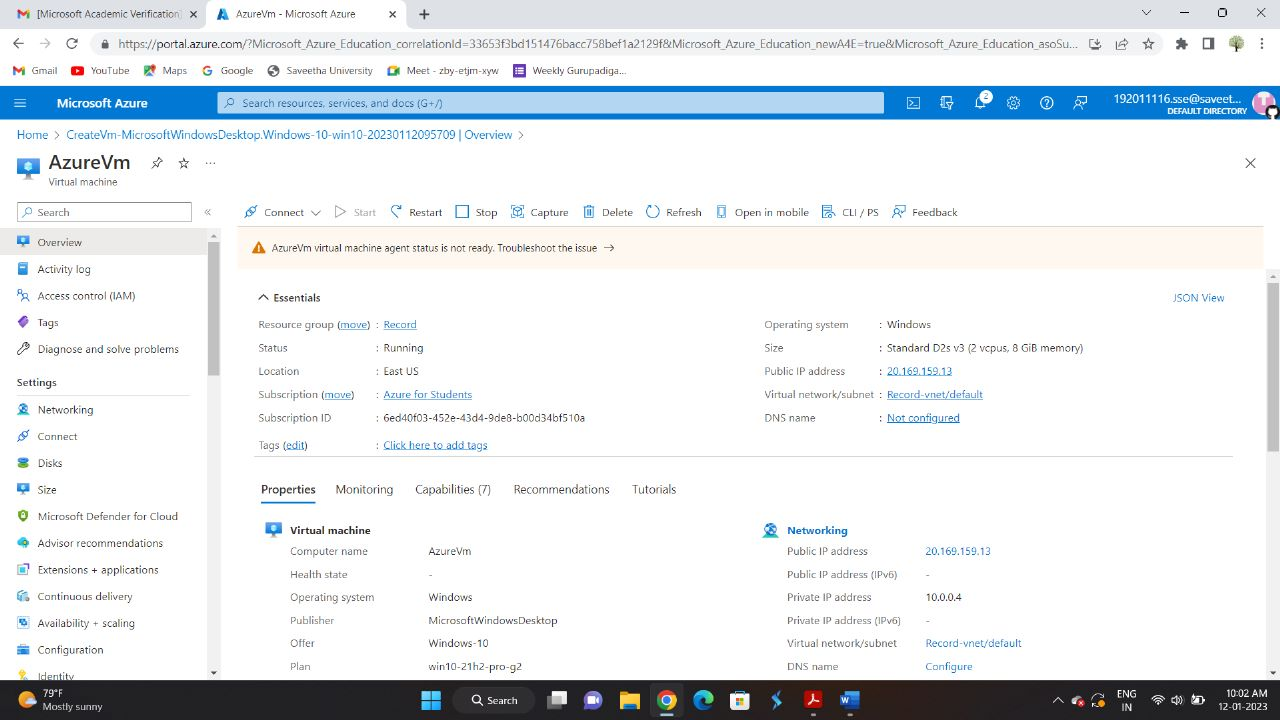 [Microsoft Academic Verification]
AzureVm - Microsoft Azure
https://portal.azure.com/?Microsoft_Azure_Education_correlationId=33653f3bd151476bacc758bef1a2129f&Microsoft_Azure_Education_newA4E=true&Microsoft_Azure_Education_asoSu...
Gmail YouTube Maps Google Saveetha University Meet - zby-etjm-xyw Weekly Gurupadiga...
Microsoft Azure Search resources, services, and docs (G+/) 2 192011116.sse@saveet...
DEFAULT DIRECTORY
Home > CreateVm-MicrosoftWindowsDesktop.Windows-10-win10-20230112095709 | Overview >
AzureVm ...
Virtual machine
Search «
Connect Start Restart Stop Capture Delete Refresh Open in mobile CLI / PS Feedback
Overview
Activity log
Access control (IAM)
Tags
Diagnose and solve problems
Settings
Networking
Connect
Disks
Size
Microsoft Defender for Cloud
Advisor recommendations
Extensions + applications
Continuous delivery
Availability + scaling
Configuration
Identity
AzureVm virtual machine agent status is not ready. Troubleshoot the issue →
Essentials
JSON View
Resource group (move) : Record
Status : Running
Location : East US
Subscription (move) : Azure for Students
Subscription ID : 6ed40f03-452e-43d4-9de8-b00d34bf510a
Tags (edit) : Click here to add tags
Operating system : Windows
Size : Standard D2s v3 (2 vcpus, 8 GiB memory)
Public IP address : 20.169.159.13
Virtual network/subnet : Record-vnet/default
DNS name : Not configured
Properties Monitoring Capabilities (7) Recommendations Tutorials
Virtual machine
Computer name AzureVm
Health state -
Operating system Windows
Publisher MicrosoftWindowsDesktop
Offer Windows-10
Plan win10-21h2-pro-g2
Networking
Public IP address 20.169.159.13
Public IP address (IPv6) -
Private IP address 10.0.0.4
Private IP address (IPv6) -
Virtual network/subnet Record-vnet/default
DNS name Configure
79°F
Mostly sunny
Search
ENG
IN
10:02 AM
12-01-2023